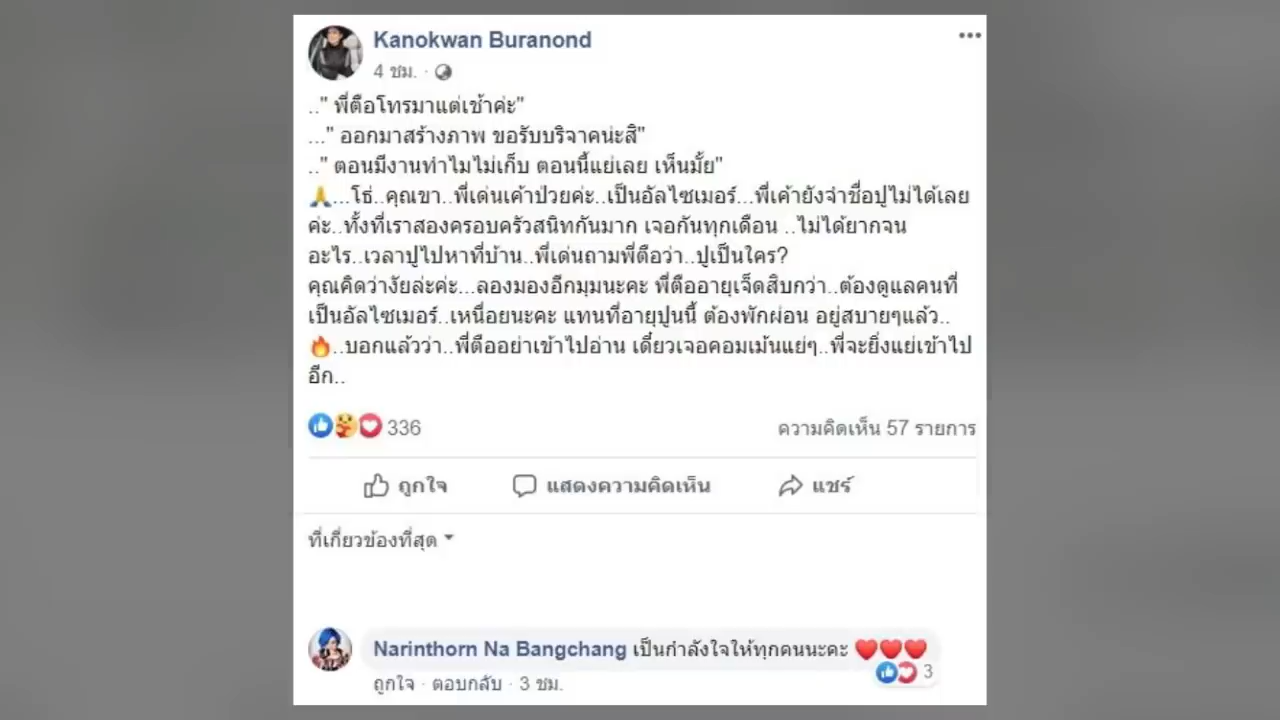 Kanokwan Buranond
4 ชม. ·
.." พี่ตือโทรมาแต่เช้าค่ะ"
..." ออกมาสร้างภาพ ขอรับบริจาคน่ะสิ"
.." ตอนมีงานทำไมไม่เก็บ ตอนนี้แย่เลย เห็นมั้ย"
🙏...โธ่..คุณขา..พี่เด่นเค้าป่วยค่ะ..เป็นอัลไซเมอร์...พี่เค้ายังจำชื่อปูไม่ได้เลย
ค่ะ..ทั้งที่เราสองครอบครัวสนิทกันมาก เจอกันทุกเดือน ..ไม่ได้ยากจน
อะไร..เวลาปูไปหาที่บ้าน..พี่เด่นถามพี่ตือว่า..ปูเป็นใคร?
คุณคิดว่างัยล่ะค่ะ...ลองมองอีกมุมนะคะ พี่ตืออายุเจ็ดสิบกว่า..ต้องดูแลคนที่
เป็นอัลไซเมอร์..เหนื่อยนะคะ แทนที่อายุปูนนี้ ต้องพักผ่อน อยู่สบายๆแล้ว..
🔥..บอกแล้วว่า..พี่ตืออย่าเข้าไปอ่าน เดี๋ยวเจอคอมเม้นแย่ๆ..พี่จะยิ่งแย่เข้าไป
อีก..
336 ความคิดเห็น 57 รายการ
ถูกใจ แสดงความคิดเห็น แชร์
ที่เกี่ยวข้องที่สุด
Narinthorn Na Bangchang เป็นกำลังใจให้ทุกคนนะคะ ❤️❤️❤️
3
ถูกใจ · ตอบกลับ · 3 ชม.